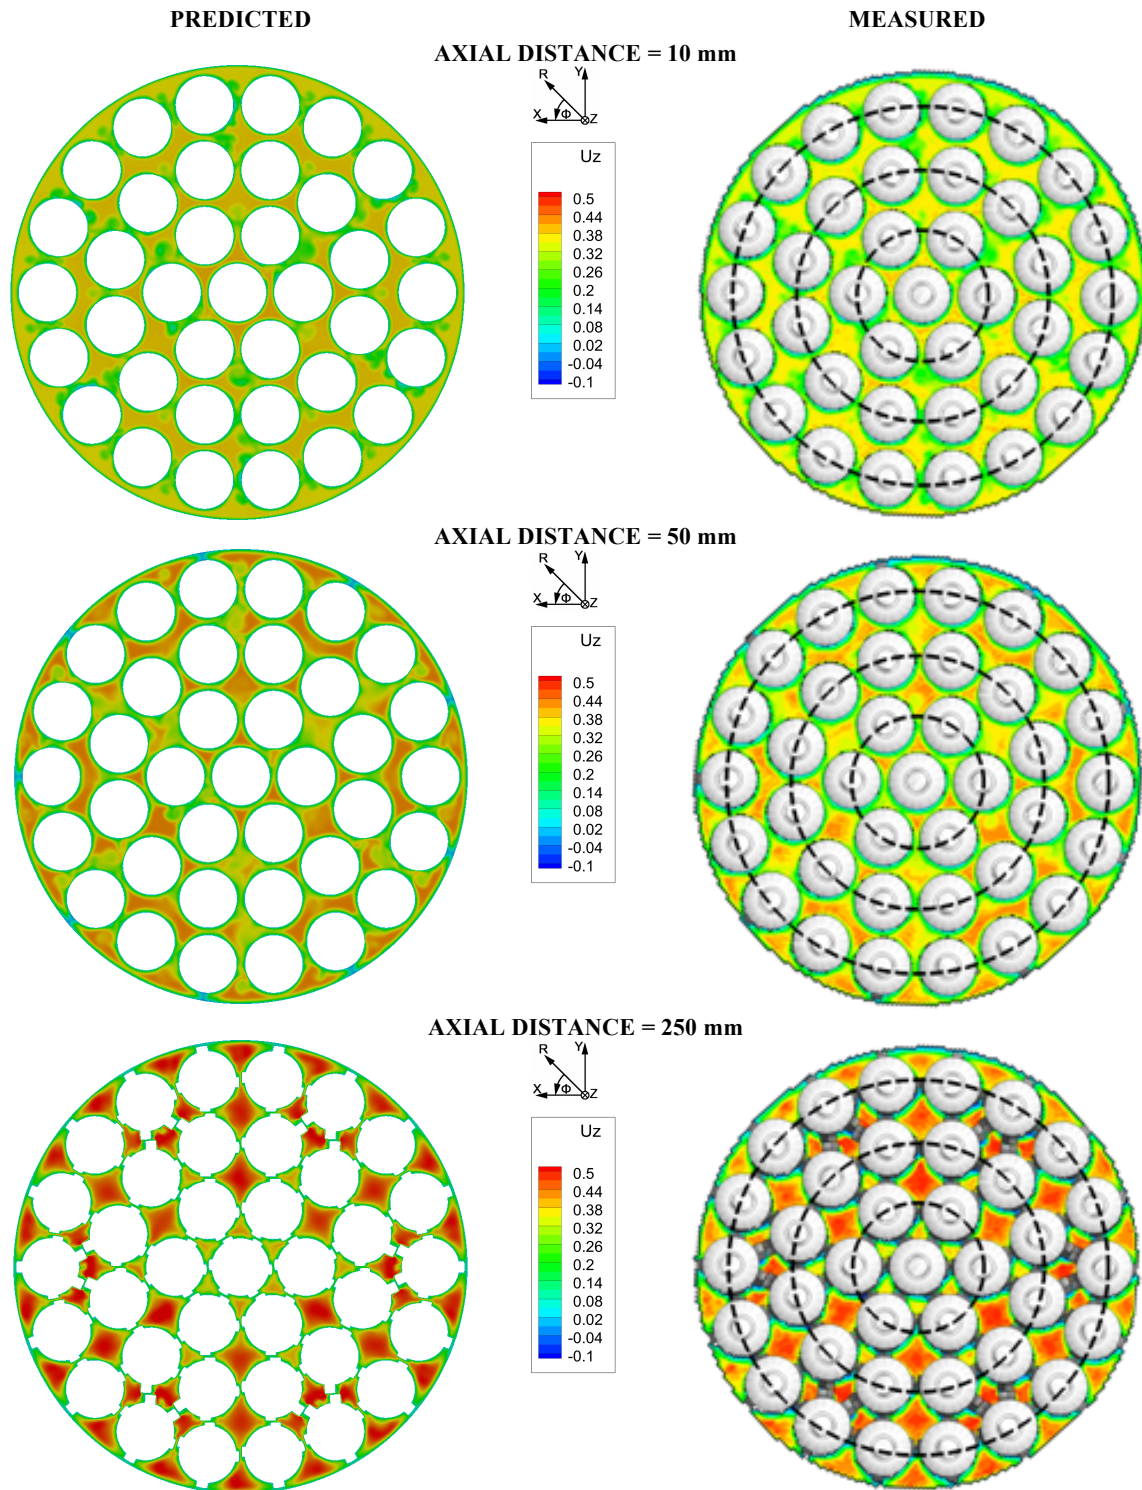 PREDICTED MEASURED
AXIAL DISTANCE = 10 mm
R Y
X Φ Z
Uz
0.5
0.44
0.38
0.32
0.26
0.2
0.14
0.08
0.02
-0.04
-0.1
AXIAL DISTANCE = 50 mm
R Y
X Φ Z
Uz
0.5
0.44
0.38
0.32
0.26
0.2
0.14
0.08
0.02
-0.04
-0.1
AXIAL DISTANCE = 250 mm
R Y
X Φ Z
Uz
0.5
0.44
0.38
0.32
0.26
0.2
0.14
0.08
0.02
-0.04
-0.1